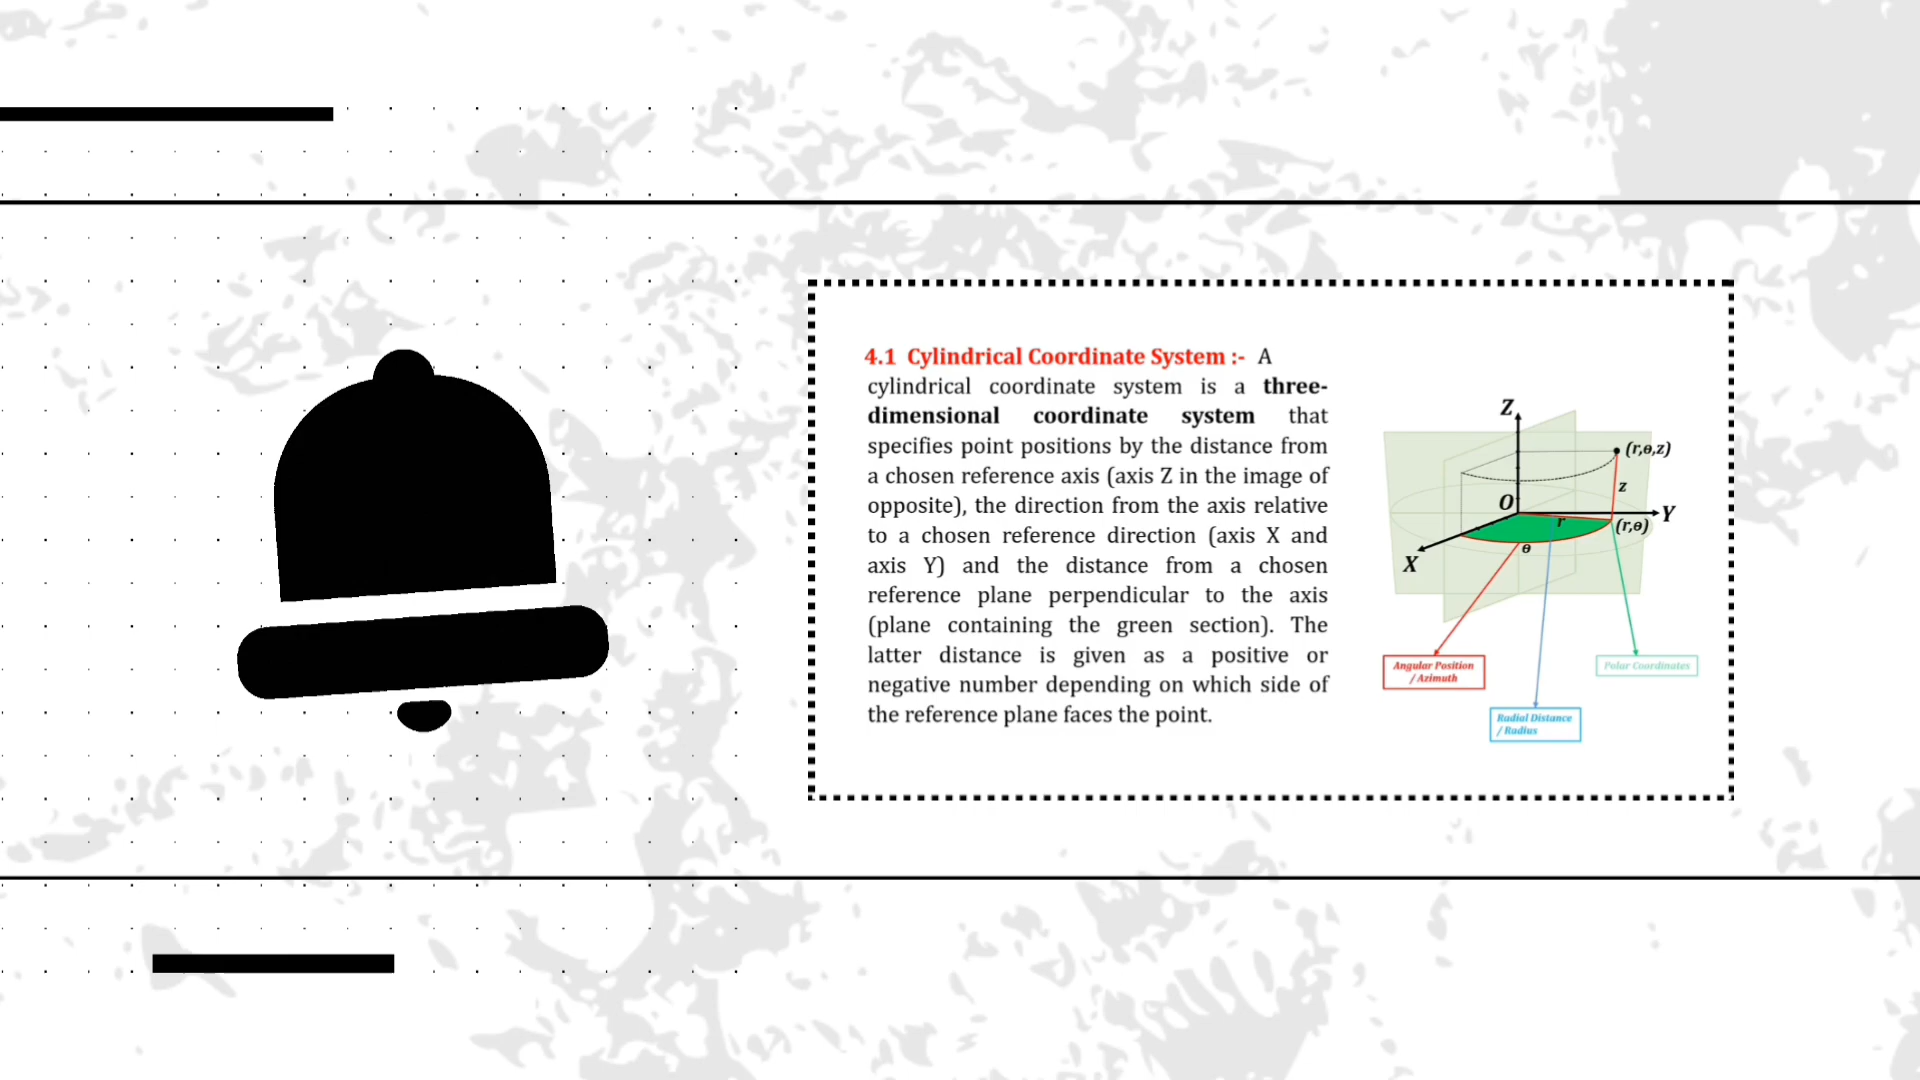 4.1 Cylindrical Coordinate System :- A
cylindrical coordinate system is a three-
dimensional coordinate system that
specifies point positions by the distance from
a chosen reference axis (axis Z in the image of
opposite), the direction from the axis relative
to a chosen reference direction (axis X and
axis Y) and the distance from a chosen
reference plane perpendicular to the axis
(plane containing the green section). The
latter distance is given as a positive or
negative number depending on which side of
the reference plane faces the point.
Z
(r,ɵ,z)
z
O
Y
r
(r,ɵ)
ɵ
X
Angular Position
/ Azimuth
Polar Coordinates
Radial Distance
/ Radius